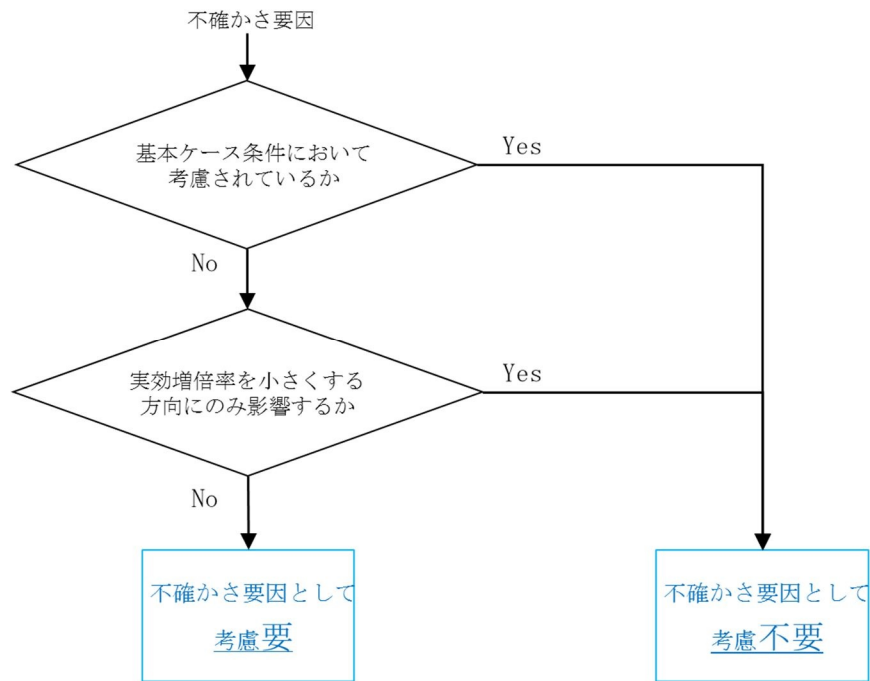 不確かさ要因
基本ケース条件において
考慮されているか
Yes
No
実効増倍率を小さくする
方向にのみ影響するか
Yes
No
不確かさ要因として
考慮要
不確かさ要因として
考慮不要